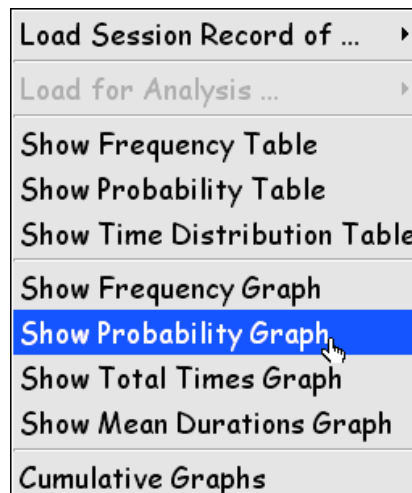 Load Session Record of ...
Load for Analysis ...
Show Frequency Table
Show Probability Table
Show Time Distribution Table
Show Frequency Graph
Show Probability Graph
Show Total Times Graph
Show Mean Durations Graph
Cumulative Graphs